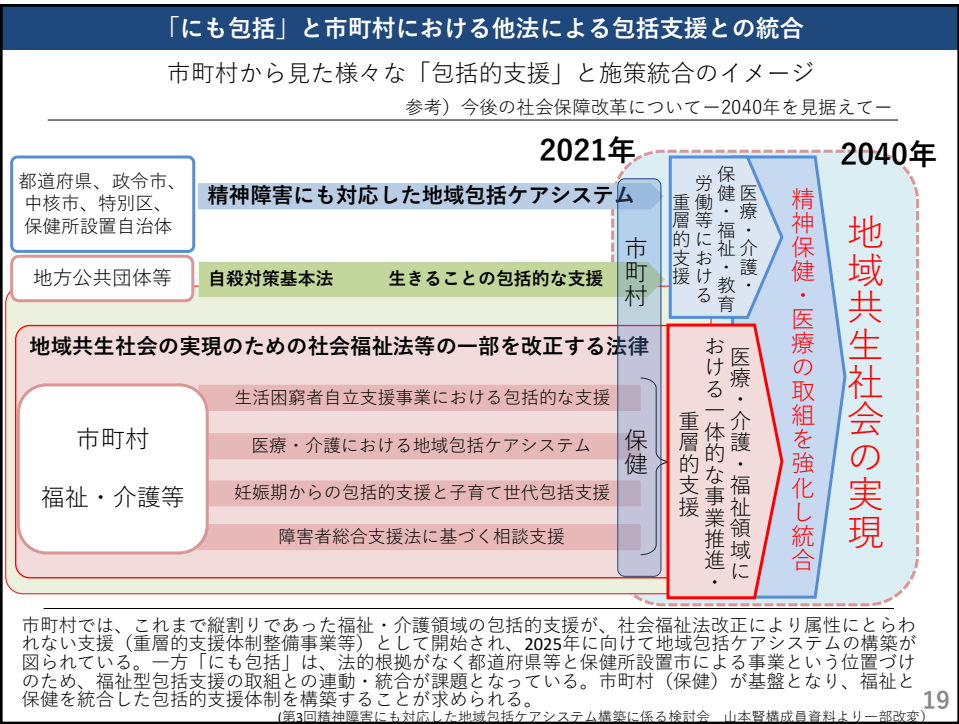 「にも包括」と市町村における他法による包括支援との統合
市町村から見た様々な「包括的支援」と施策統合のイメージ
参考）今後の社会保障改革についてー2040年を見据えてー
2021年
2040年
都道府県、政令市、
中核市、特別区、
保健所設置自治体
精神障害にも対応した地域包括ケアシステム
地方公共団体等
自殺対策基本法
生きることの包括的な支援
地域共生社会の実現のための社会福祉法等の一部を改正する法律
市町村
福祉・介護等
生活困窮者自立支援事業における包括的な支援
医療・介護における地域包括ケアシステム
妊娠期からの包括的支援と子育て世代包括支援
障害者総合支援法に基づく相談支援
市町村
保健
医療・介護・
保健・福祉・教育
労働等における
重層的支援
医療・介護・福祉領域に
おける一体的な事業推進・
重層的支援
精神保健・医療の取組を強化し統合
地域共生社会の実現
市町村では、これまで縦割りであった福祉・介護領域の包括的支援が、社会福祉法改正により属性にとら
われない支援（重層的支援体制整備事業等）として開始され、2025年に向けて地域包括ケアシステムの構築が
図られている。一方「にも包括」は、法的根拠がなく都道府県等と保健所設置市による事業という位置づけ
のため、福祉型包括支援の取組との連動・統合が課題となっている。市町村（保健）が基盤となり、福祉と
保健を統合した包括的支援体制を構築することが求められる。
(第3回精神障害にも対応した地域包括ケアシステム構築に係る検討会　山本賢構成員資料より一部改変)
19